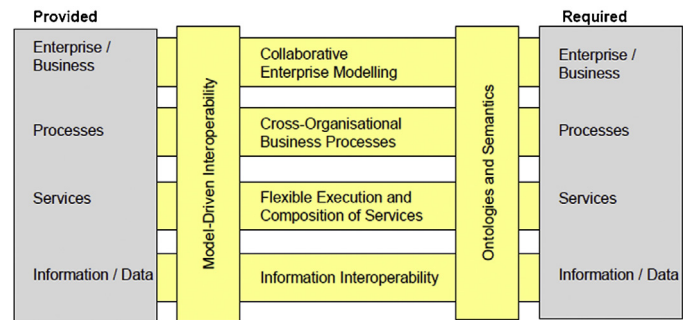 Provided
Required
Enterprise /
Business
Processes
Services
Information / Data
Model-Driven Interoperability
Collaborative
Enterprise Modelling
Cross-Organisational
Business Processes
Flexible Execution and
Composition of Services
Information Interoperability
Ontologies and Semantics
Enterprise /
Business
Processes
Services
Information / Data